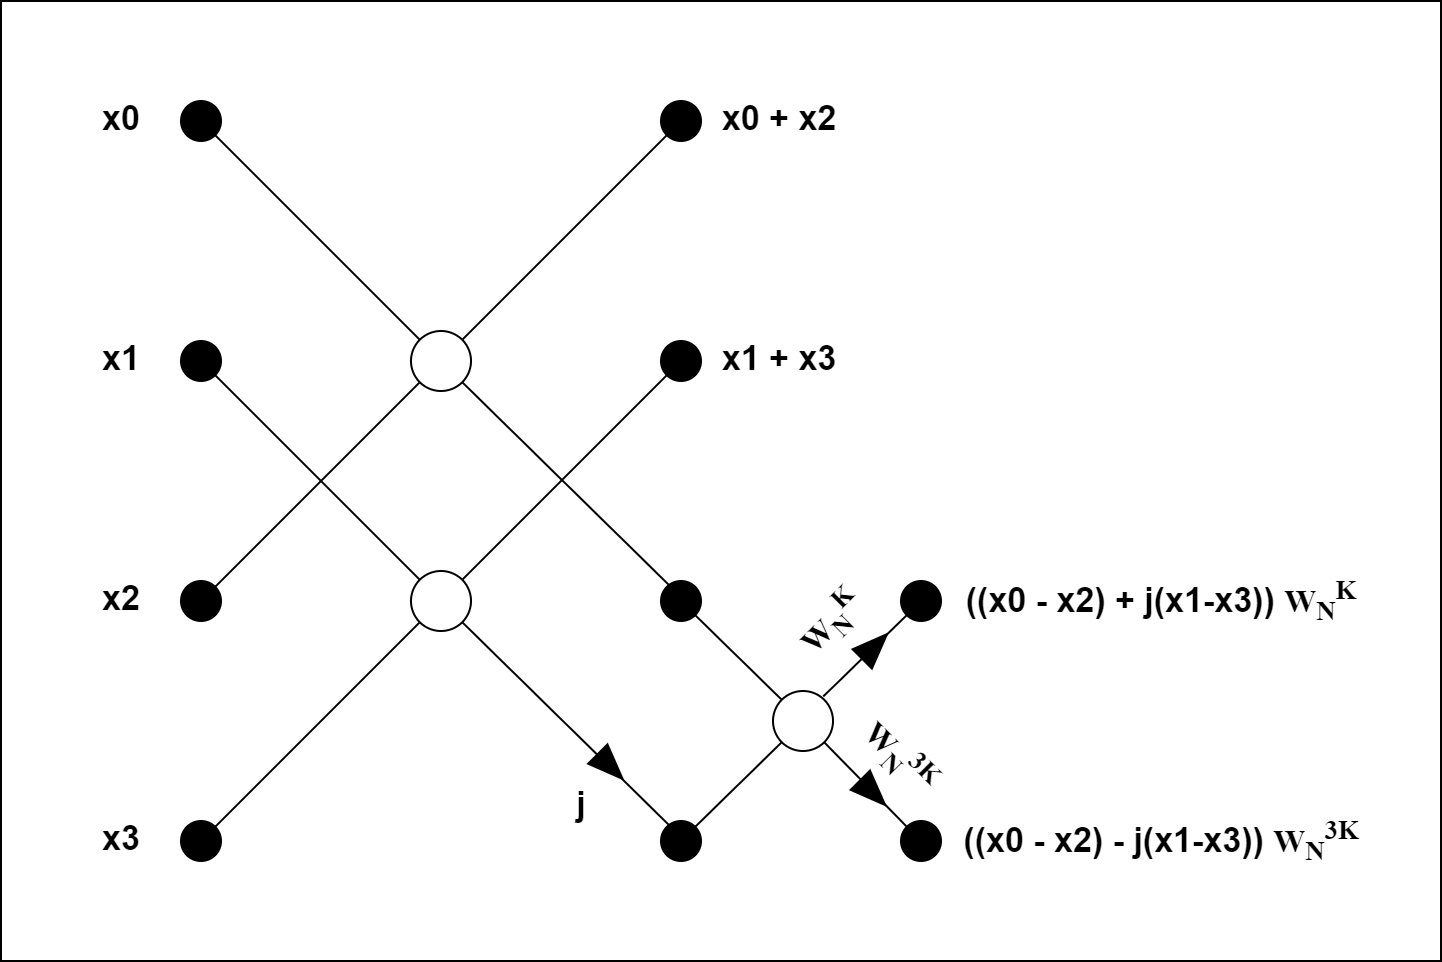 x0
x0 + x2
x1
x1 + x3
x2
W_N^K
((x0 - x2) + j(x1-x3)) W_N^K
W_N^3K
j
x3
((x0 - x2) - j(x1-x3)) W_N^3K